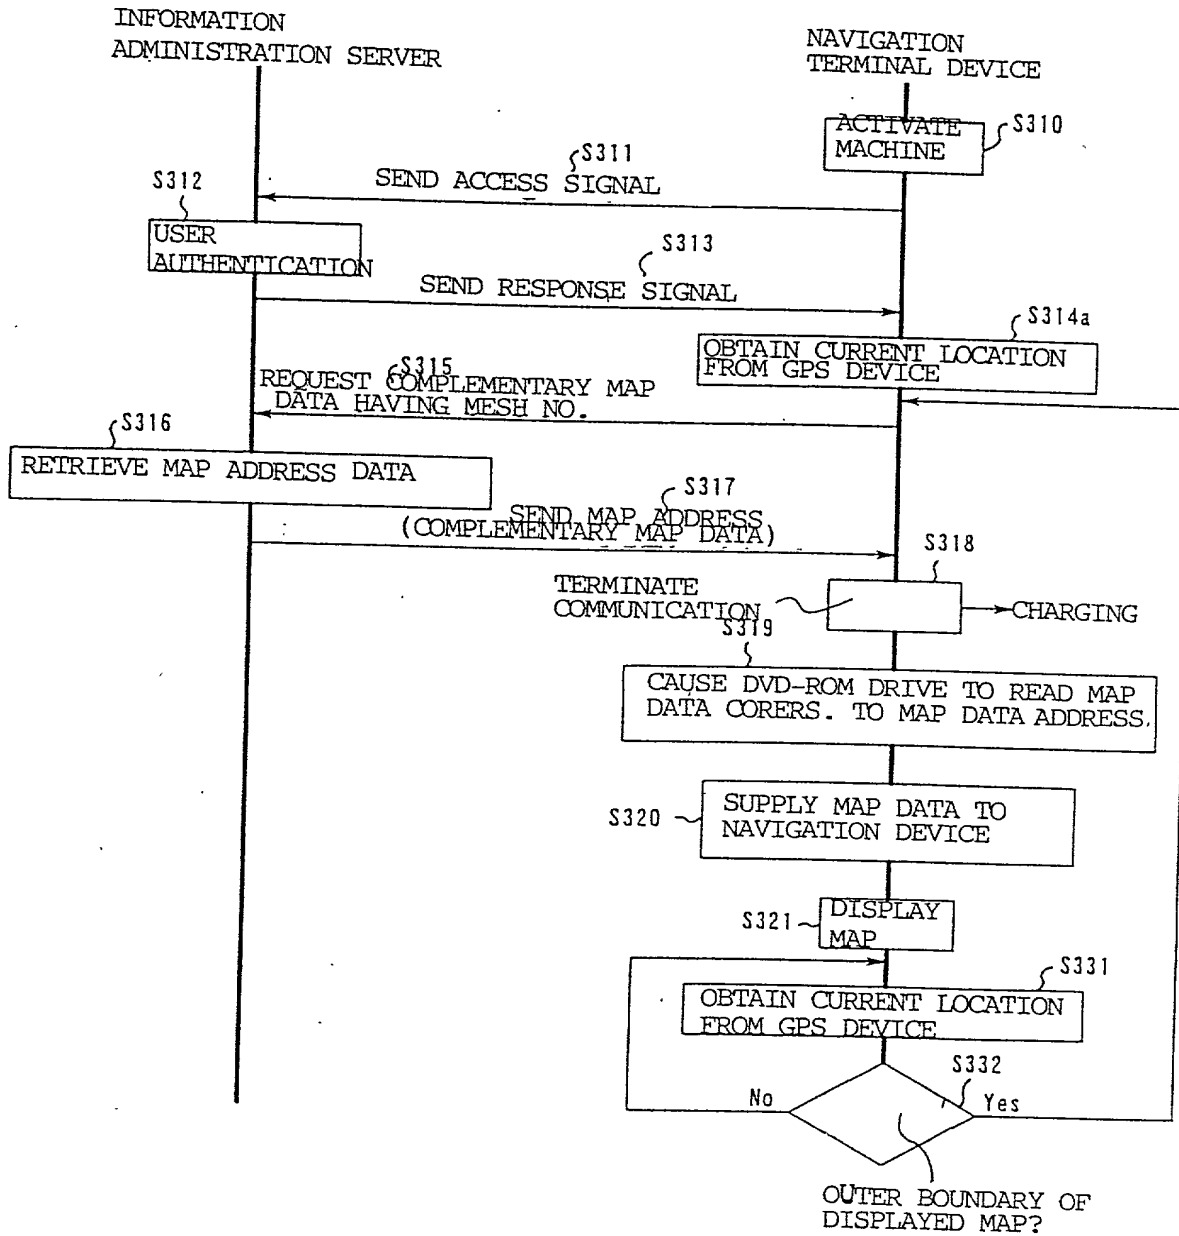 INFORMATION
ADMINISTRATION SERVER
NAVIGATION
TERMINAL DEVICE
ACTIVATE
MACHINE
S310
S311
SEND ACCESS SIGNAL
S312
USER
AUTHENTICATION
S313
SEND RESPONSE SIGNAL
S314a
OBTAIN CURRENT LOCATION
FROM GPS DEVICE
S315
REQUEST COMPLEMENTARY MAP
DATA HAVING MESH NO.
S316
RETRIEVE MAP ADDRESS DATA
S317
SEND MAP ADDRESS
(COMPLEMENTARY MAP DATA)
S318
TERMINATE
COMMUNICATION
CHARGING
S319
CAUSE DVD-ROM DRIVE TO READ MAP
DATA CORERS. TO MAP DATA ADDRESS.
S320
SUPPLY MAP DATA TO
NAVIGATION DEVICE
S321
DISPLAY
MAP
S331
OBTAIN CURRENT LOCATION
FROM GPS DEVICE
S332
No
Yes
OUTER BOUNDARY OF
DISPLAYED MAP?